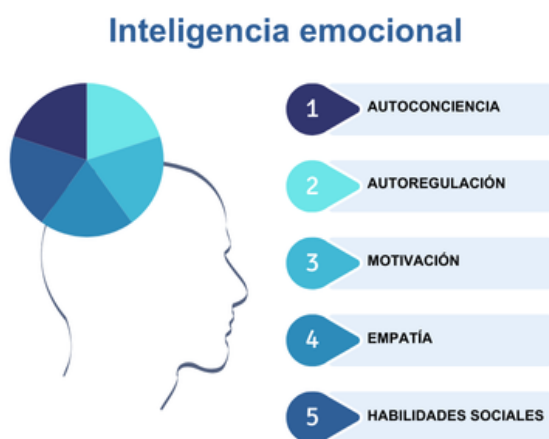 Inteligencia emocional
1 AUTOCONCIENCIA
2 AUTOREGULACIÓN
3 MOTIVACIÓN
4 EMPATÍA
5 HABILIDADES SOCIALES